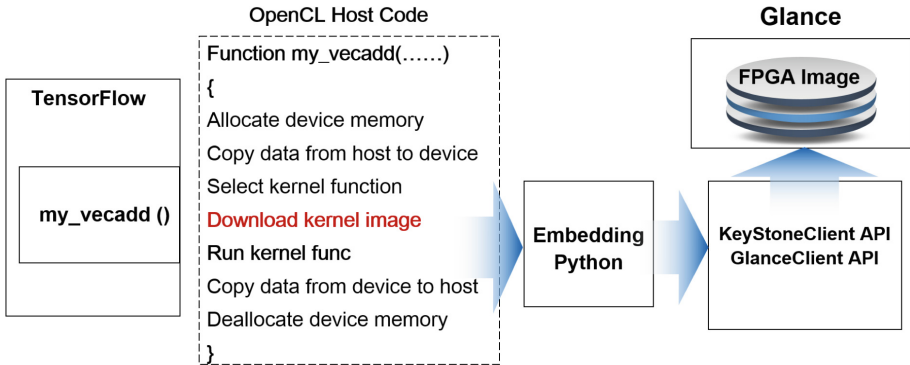 OpenCL Host Code
Glance
TensorFlow
my_vecadd ()
Function my_vecadd(......)
{
Allocate device memory
Copy data from host to device
Select kernel function
Download kernel image
Run kernel func
Copy data from device to host
Deallocate device memory
}
Embedding
Python
FPGA Image
KeyStoneClient API
GlanceClient API